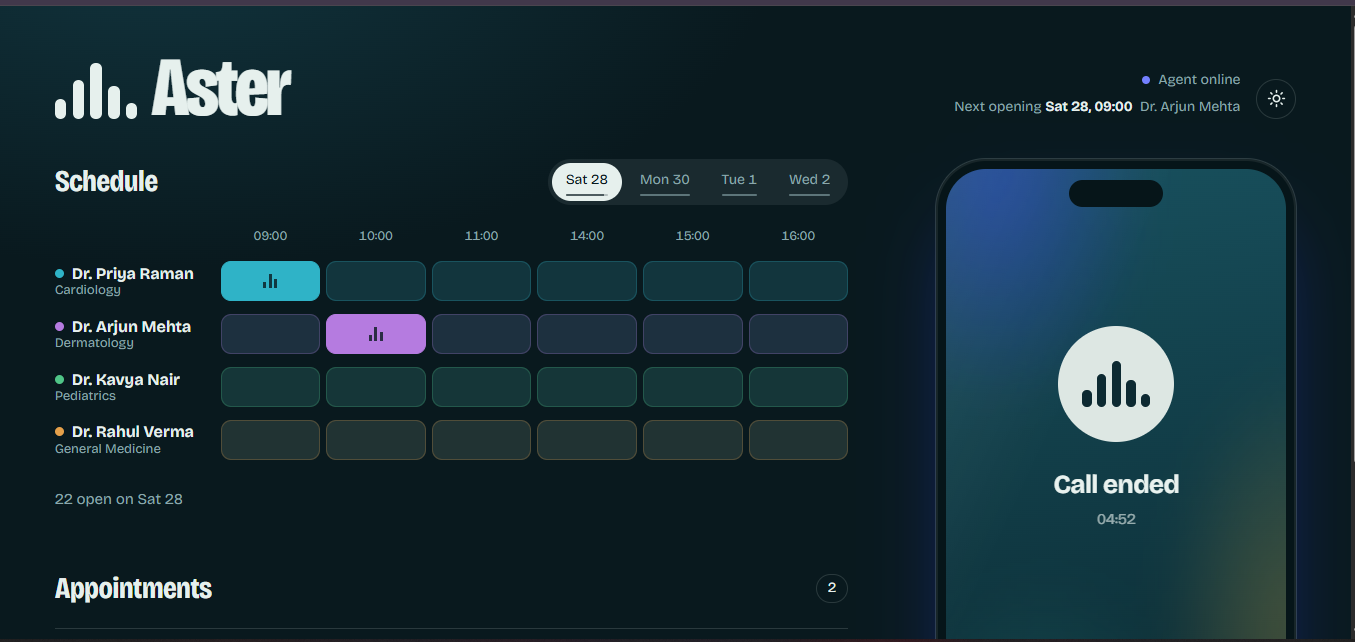 Aster
Agent online
Next opening Sat 28, 09:00 Dr. Arjun Mehta
Schedule
Sat 28 Mon 30 Tue 1 Wed 2
09:00 10:00 11:00 14:00 15:00 16:00
Dr. Priya Raman
Cardiology
Dr. Arjun Mehta
Dermatology
Dr. Kavya Nair
Pediatrics
Dr. Rahul Verma
General Medicine
22 open on Sat 28
Appointments
2
Call ended
04:52